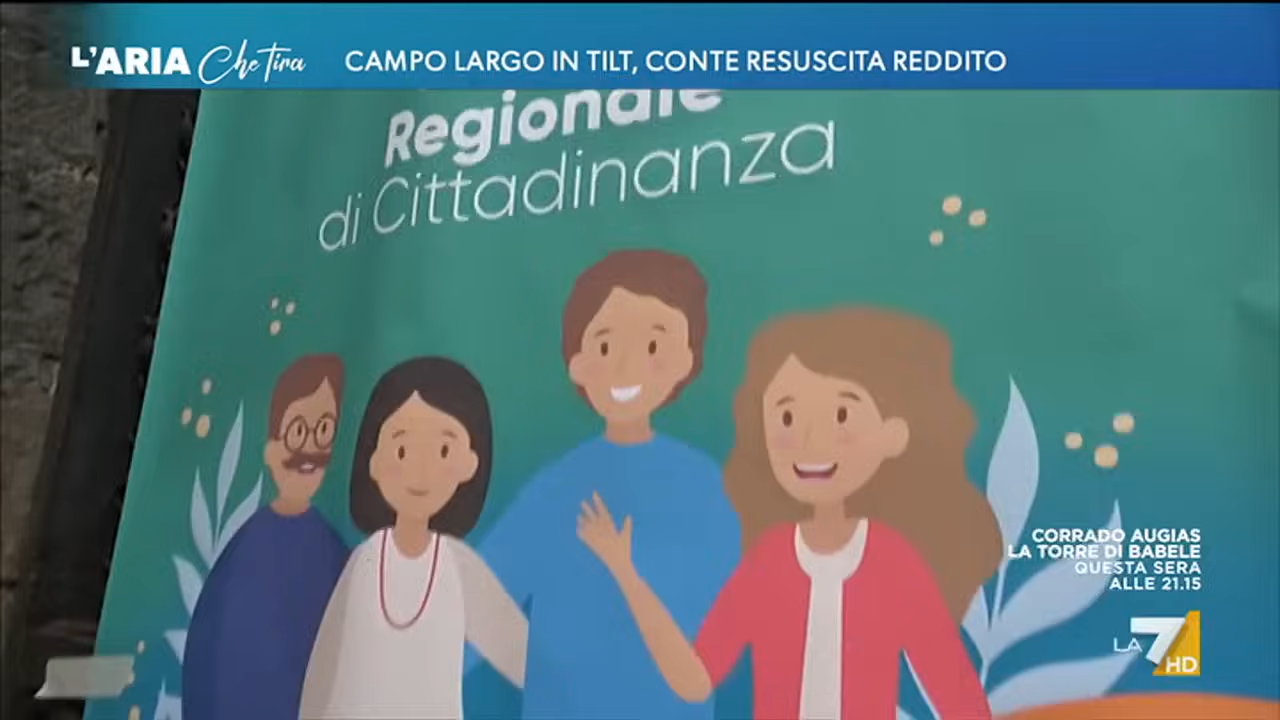 L'ARIA Che tira
CAMPO LARGO IN TILT, CONTE RESUSCITA REDDITO
Regionale
di Cittadinanza
CORRADO AUGIAS
LA TORRE DI BABELE
QUESTA SERA
ALLE 21.15
LA 7 HD